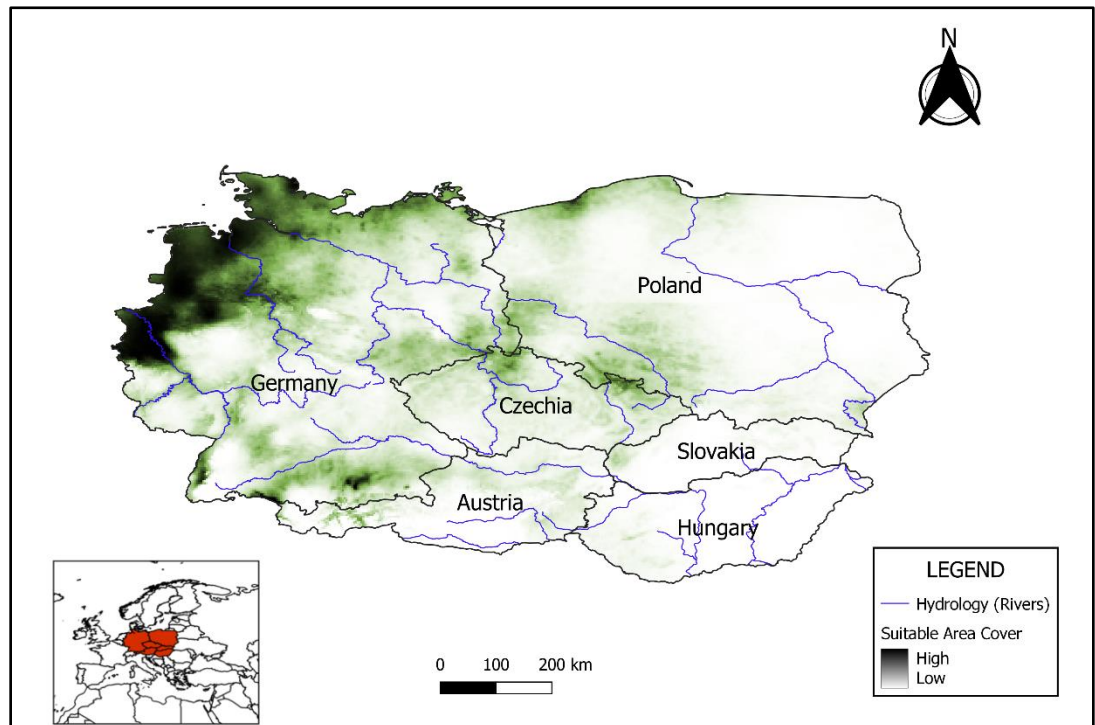 N
Poland
Germany
Czechia
Slovakia
Austria
Hungary
LEGEND
Hydrology (Rivers)
Suitable Area Cover
High
Low
0 100 200 km